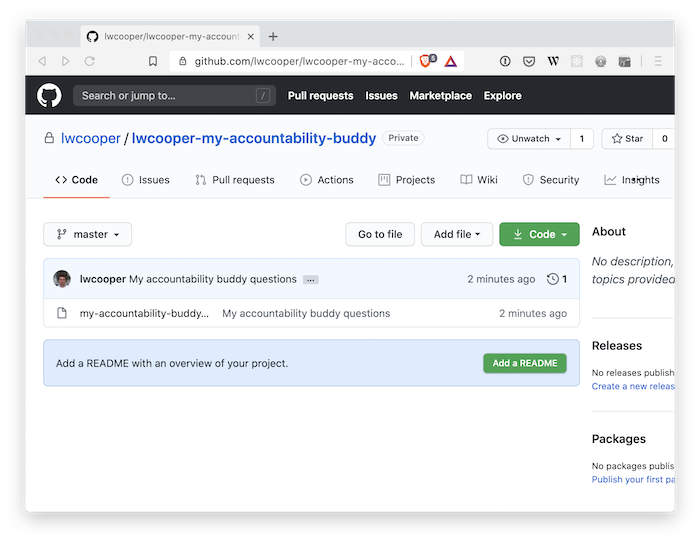 lwcooper/lwcooper-my-account
github.com/lwcooper/lwcooper-my-acco...
8
W
Search or jump to...
/
Pull requests Issues Marketplace Explore
lwcooper / lwcooper-my-accountability-buddy Private
Unwatch 1 Star 0
Code Issues Pull requests Actions Projects Wiki Security Insights
master Go to file Add file Code
About
No description,
topics provided
lwcooper My accountability buddy questions ... 2 minutes ago 1
my-accountability-buddy... My accountability buddy questions 2 minutes ago
Add a README with an overview of your project. Add a README
Releases
No releases publish
Create a new releas
Packages
No packages publis
Publish your first pa